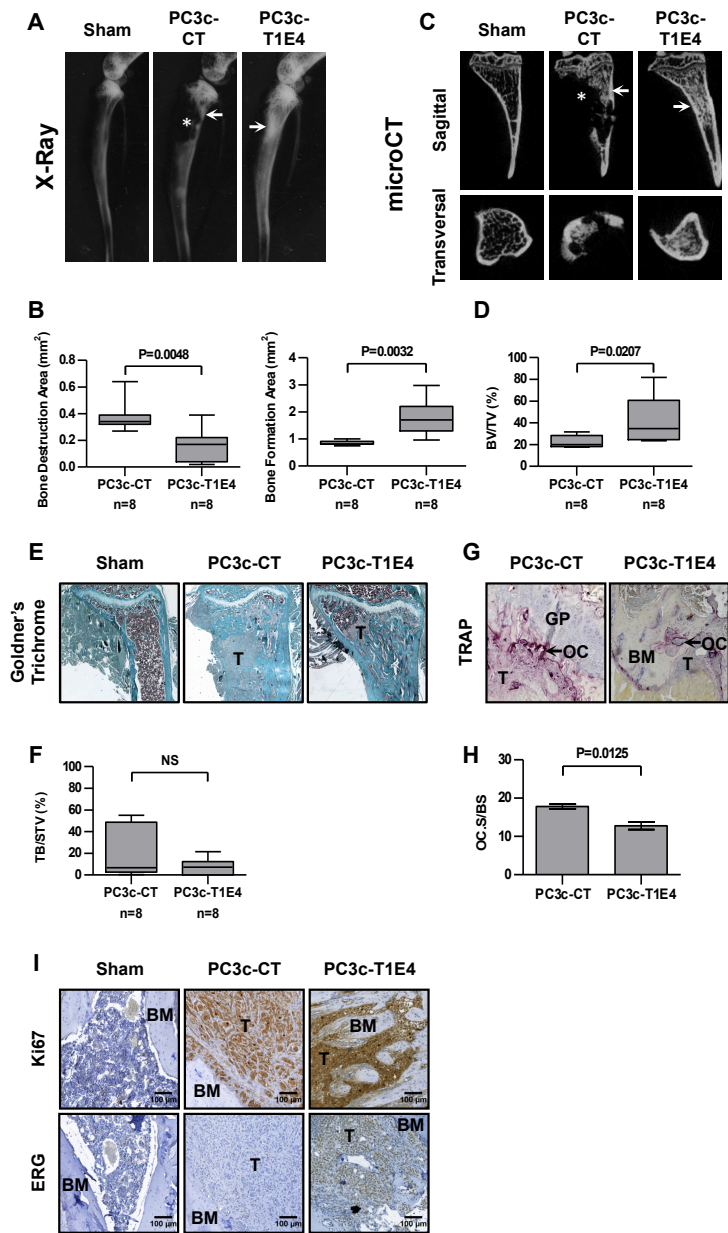 A
Sham
PC3c-
CT
PC3c-
T1E4
X-Ray
*
C
Sham
PC3c-
CT
PC3c-
T1E4
microCT
Sagittal
Transversal
*
B
Bone Destruction Area (mm²)
0.8
0.6
0.4
0.2
0.0
P=0.0048
PC3c-CT
PC3c-T1E4
n=8
n=8
Bone Formation Area (mm²)
4
3
2
1
0
P=0.0032
PC3c-CT
PC3c-T1E4
n=8
n=8
D
BV/TV (%)
100
80
60
40
20
0
P=0.0207
PC3c-CT
PC3c-T1E4
n=8
n=8
E
Sham
PC3c-CT
PC3c-T1E4
Goldner's
Trichrome
T
T
G
PC3c-CT
PC3c-T1E4
TRAP
GP
OC
T
BM
OC
T
F
TB/STV (%)
100
80
60
40
20
0
NS
PC3c-CT
PC3c-T1E4
n=8
n=8
H
OC.S/BS
30
20
10
0
P=0.0125
PC3c-CT
PC3c-T1E4
I
Sham
PC3c-CT
PC3c-T1E4
Ki67
BM
100 µm
T
BM
100 µm
BM
T
100 µm
ERG
BM
100 µm
T
BM
100 µm
BM
T
100 µm